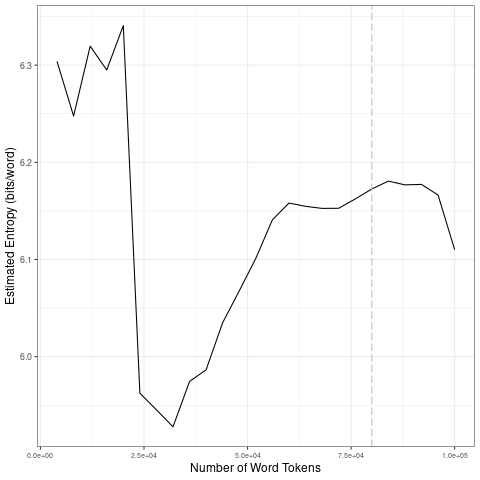 Estimated Entropy (bits/word)
6.3
6.2
6.1
6.0
0.0e+00 2.5e+04 5.0e+04 7.5e+04 1.0e+05
Number of Word Tokens